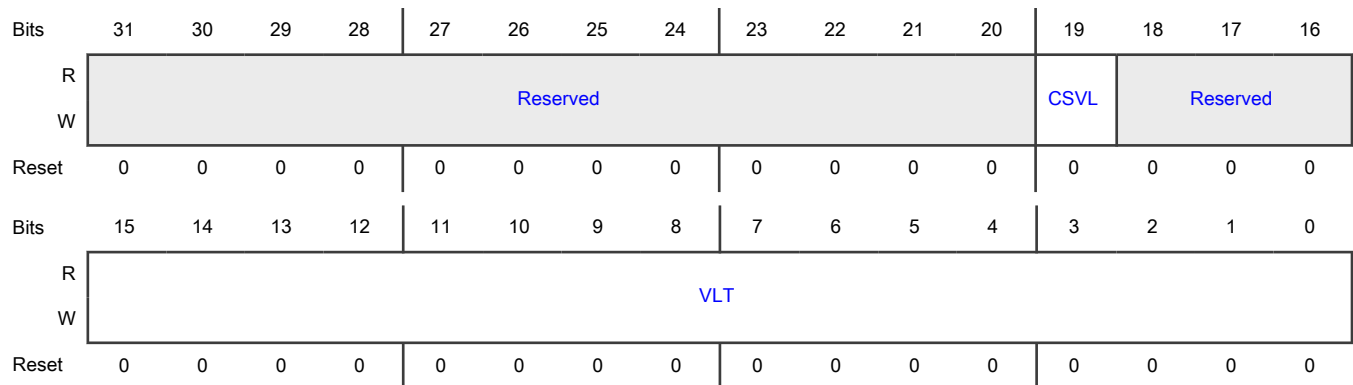 Bits 31 30 29 28 27 26 25 24 23 22 21 20 19 18 17 16
R
Reserved CSVL Reserved
W
Reset 0 0 0 0 0 0 0 0 0 0 0 0 0 0 0 0
Bits 15 14 13 12 11 10 9 8 7 6 5 4 3 2 1 0
R
VLT
W
Reset 0 0 0 0 0 0 0 0 0 0 0 0 0 0 0 0